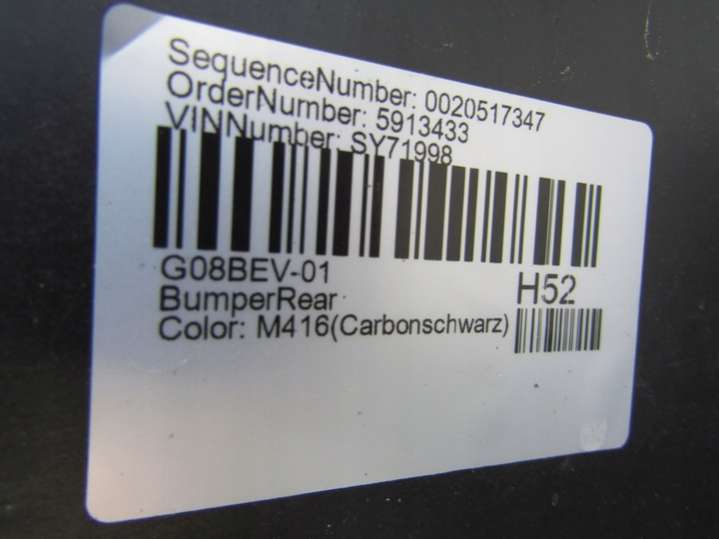 SequenceNumber: 0020517347
OrderNumber: 5913433
VINNumber: SY71998
G08BEV-01
BumperRear
H52
Color: M416(Carbonschwarz)